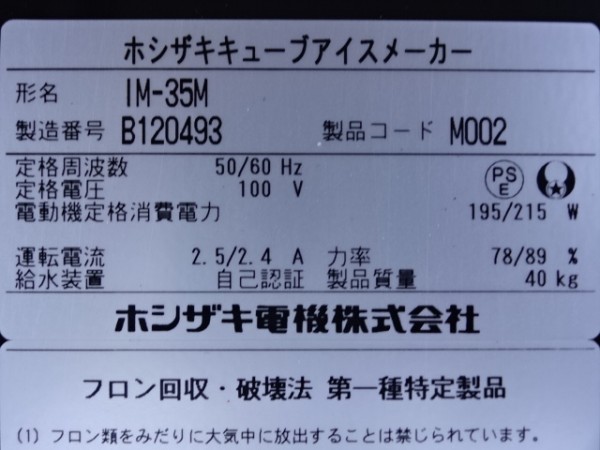 ホシザキキューブアイスメーカー
形名 IM-35M
製造番号 B120493 製品コード M002
定格周波数 50/60 Hz
定格電圧 100 V
PS E
電動機定格消費電力 195/215 W
運転電流 2.5/2.4 A 力率 78/89 %
給水装置 自己認証 製品質量 40 kg
ホシザキ電機株式会社
フロン回収・破壊法 第一種特定製品
(1) フロン類をみだりに大気中に放出することは禁じられています。